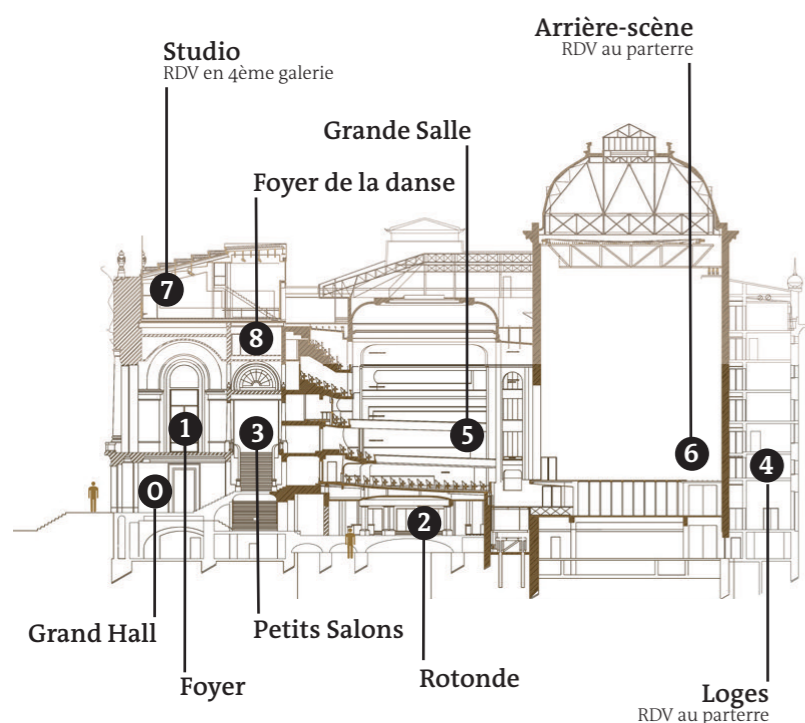 Arrière-scène
RDV au parterre
Studio
RDV en 4ème galerie
Grande Salle
Foyer de la danse
7
8
1
3
5
6
4
0
2
Grand Hall
Petits Salons
Foyer
Rotonde
Loges
RDV au parterre